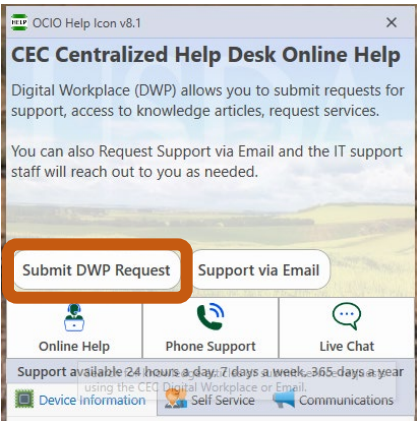 HELP OCIO Help Icon v8.1
CEC Centralized Help Desk Online Help
Digital Workplace (DWP) allows you to submit requests for
support, access to knowledge articles, request services.
You can also Request Support via Email and the IT support
staff will reach out to you as needed.
Submit DWP Request Support via Email
Online Help Phone Support Live Chat
Support available 24 hours a day, 7 days a week, 365 days a year
using the CEC Digital Workplace or Email.
Device Information Self Service Communications